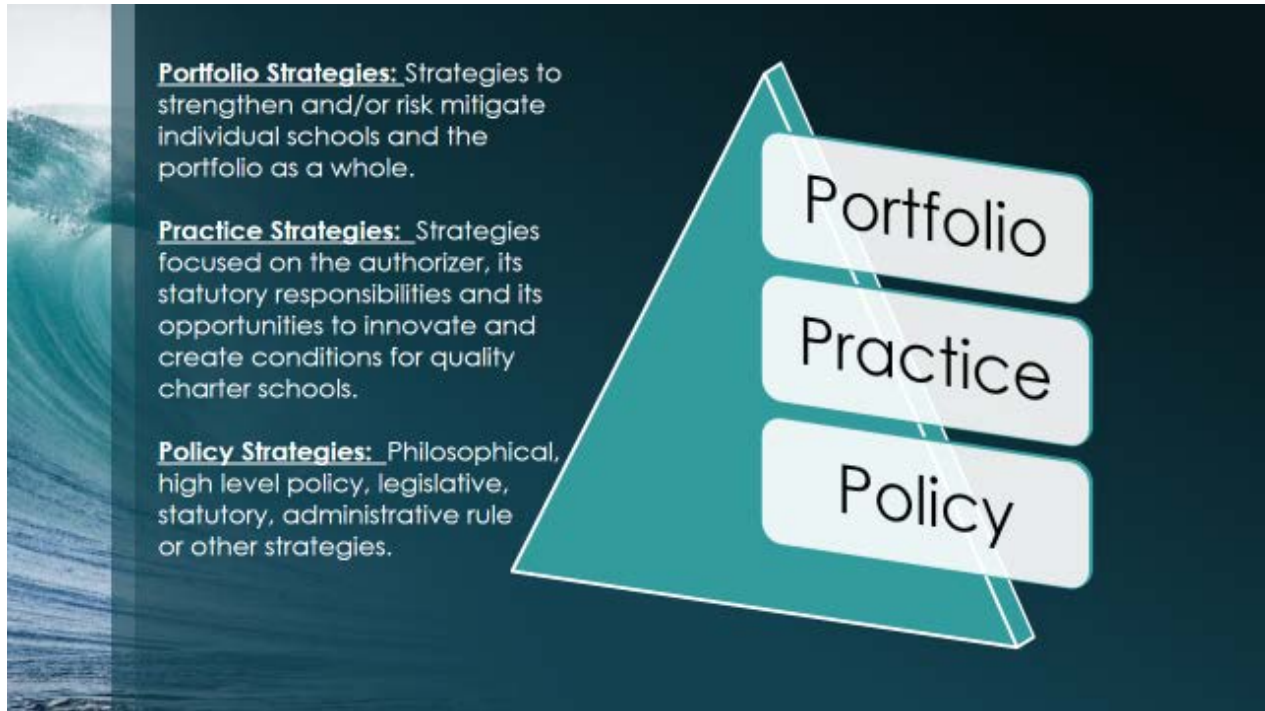 Portfolio Strategies: Strategies to
strengthen and/or risk mitigate
individual schools and the
portfolio as a whole.
Practice Strategies: Strategies
focused on the authorizer, its
statutory responsibilities and its
opportunities to innovate and
create conditions for quality
charter schools.
Policy Strategies: Philosophical,
high level policy, legislative,
statutory, administrative rule
or other strategies.
Portfolio
Practice
Policy